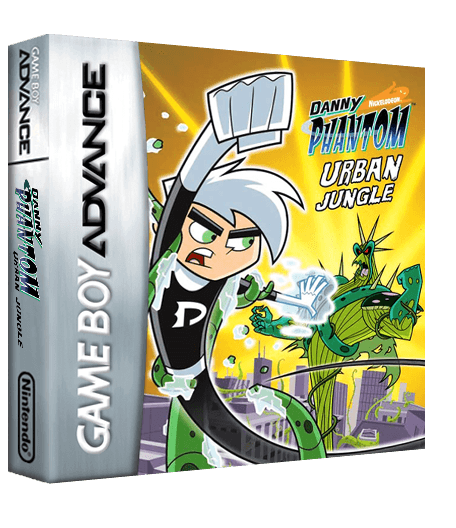 GAME BOY
ADVANCE
DANNY
PHANTOM
URBAN JUNGLE
Nintendo®
GAME BOY ADVANCE
DANNY
NICKELODEON
PHANTOM
URBAN
JUNGLE
D